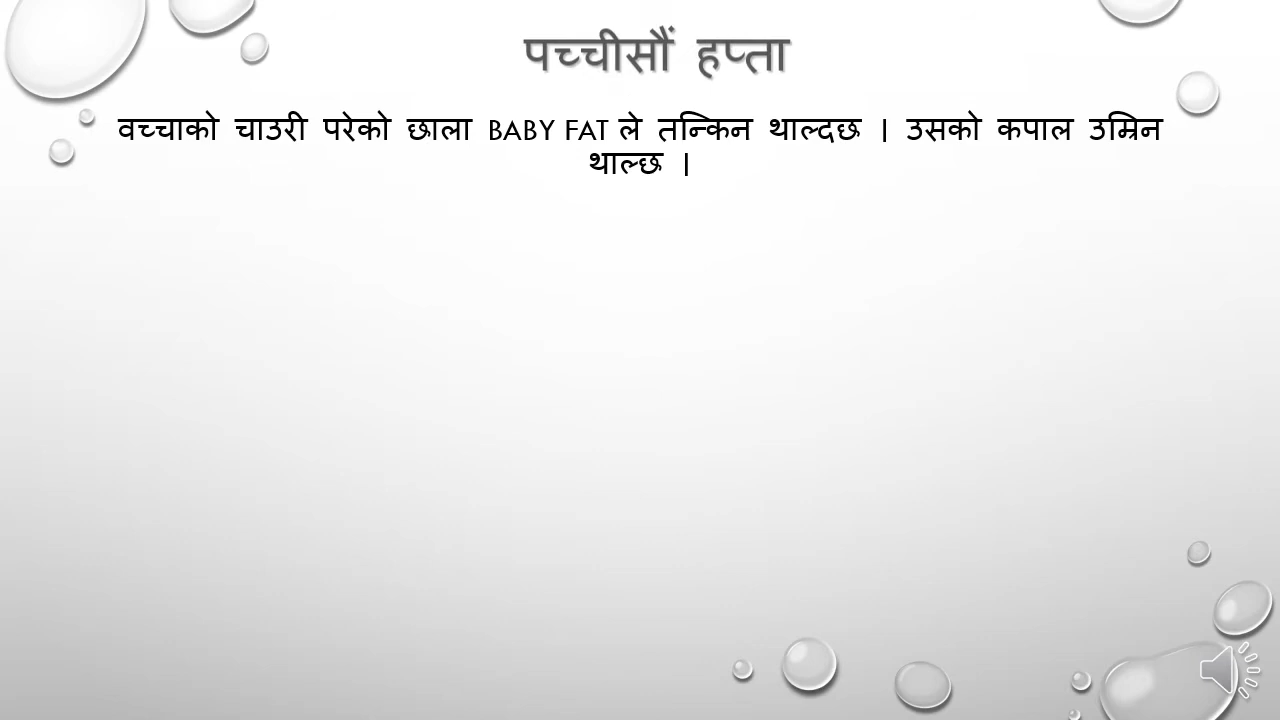 पच्चीसौं हप्ता
वच्चाको चाउरी परेको छाला BABY FAT ले तन्किन थाल्दछ । उसको कपाल उम्रिन
थाल्छ ।